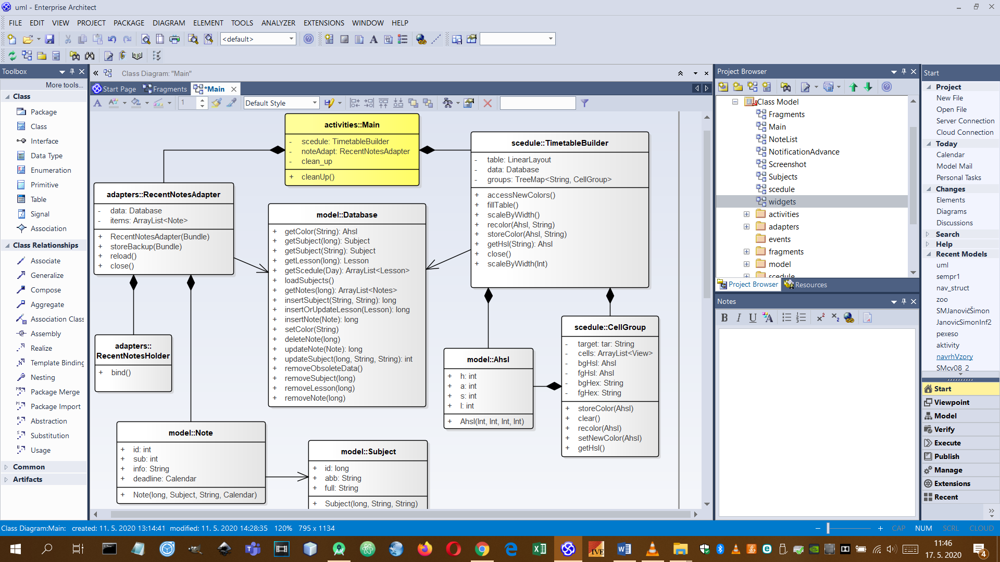 uml - Enterprise Architect
FILE EDIT VIEW PROJECT PACKAGE DIAGRAM ELEMENT TOOLS ANALYZER EXTENSIONS WINDOW HELP
<default>
Toolbox
More tools...
Class
Package
Class
Interface
Data Type
Enumeration
Primitive
Table
Signal
Association
Class Relationships
Associate
Generalize
Compose
Aggregate
Association Class
Assembly
Realize
Template Binding
Nesting
Package Merge
Package Import
Abstraction
Substitution
Usage
Common
Artifacts
Class Diagram: "Main"
Start Page Fragments *Main
1 Default Style
activities::Main
- scedule: TimetableBuilder
- noteAdapt: RecentNotesAdapter
- clean_up
+ cleanUp()
scedule::TimetableBuilder
- table: LinearLayout
- data: Database
- groups: TreeMap<String, CellGroup>
+ accessNewColors()
+ fillTable()
+ scaleByWidth()
+ recolor(Ahsl, String)
+ storeColor(Ahsl, String)
+ getHsl(String): Ahsl
+ close()
+ scaleByWidth(Int)
adapters::RecentNotesAdapter
- data: Database
- items: ArrayList<Note>
+ RecentNotesAdapter(Bundle)
+ storeBackup(Bundle)
+ reload()
+ close()
model::Database
+ getColor(String): Ahsl
+ getSubject(long): Subject
+ getSubject(String): Subject
+ getLesson(long): Lesson
+ getScedule(Day): ArrayList<Lesson>
+ loadSubjects()
+ getNotes(long): ArrayList<Notes>
+ insertSubject(String, String): long
+ insertOrUpdateLesson(Lesson): long
+ insertNote(Note): long
+ setColor(String)
+ deleteNote(long)
+ updateNote(Note): long
+ updateSubject(long, String, String): int
+ removeObsoleteData()
+ removeSubject(long)
+ removeLesson(long)
+ removeNote(long)
adapters::
RecentNotesHolder
+ bind()
model::Ahsl
+ h: int
+ a: int
+ s: int
+ l: int
+ Ahsl(Int, Int, Int, Int)
scedule::CellGroup
- target: tar: String
- cells: ArrayList<View>
- bgHsl: Ahsl
- fgHsl: Ahsl
- bgHex: String
- fgHex: String
+ storeColor(Ahsl)
+ clear()
+ recolor(Ahsl)
+ setNewColor(Ahsl)
+ getHsl()
model::Note
+ id: int
+ sub: int
+ info: String
+ deadline: Calendar
+ Note(long, Subject, String, Calendar)
model::Subject
+ id: long
+ abb: String
+ full: String
+ Subject(long, String, String)
Project Browser
Class Model
Fragments
Main
NoteList
NotificationAdvance
Screenshot
Subjects
scedule
widgets
activities
adapters
events
fragments
model
scedule
Project Browser Resources
Notes
B I U A x² x₂
Start
Project
New File
Open File
Server Connection
Cloud Connection
Today
Calendar
Model Mail
Personal Tasks
Changes
Elements
Diagrams
Discussions
Search
Help
Recent Models
uml
sempr1
nav_struct
zoo
SMJanovičŠimon
JanovicSimonInf2
pexeso
aktivity
navrhVzory
SMcv08_2
Start
Viewpoint
Model
Verify
Execute
Publish
Manage
Extensions
Recent
Class Diagram:Main: created: 11. 5. 2020 13:14:41 modified: 11. 5. 2020 14:28:35 120% 795 x 1134
CAP NUM SCRL CLOUD
IVE
11:46
17. 5. 2020
4